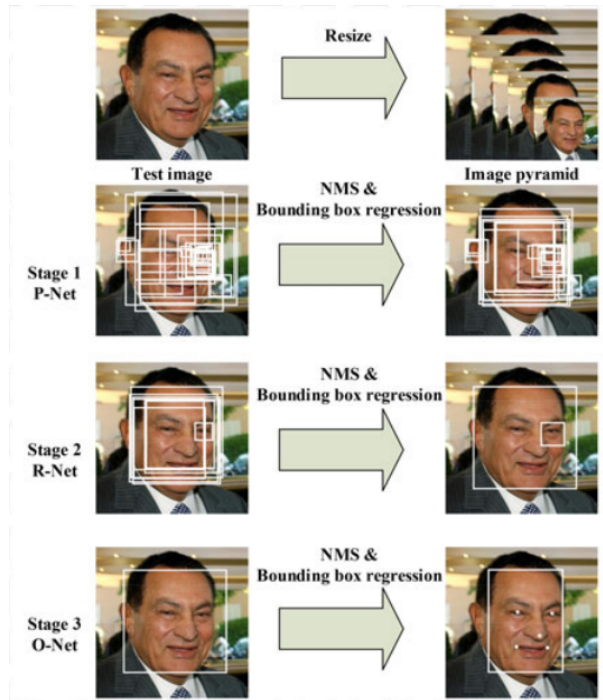 Resize
Test image
Image pyramid
Stage 1
P-Net
NMS &
Bounding box regression
Stage 2
R-Net
NMS &
Bounding box regression
Stage 3
O-Net
NMS &
Bounding box regression